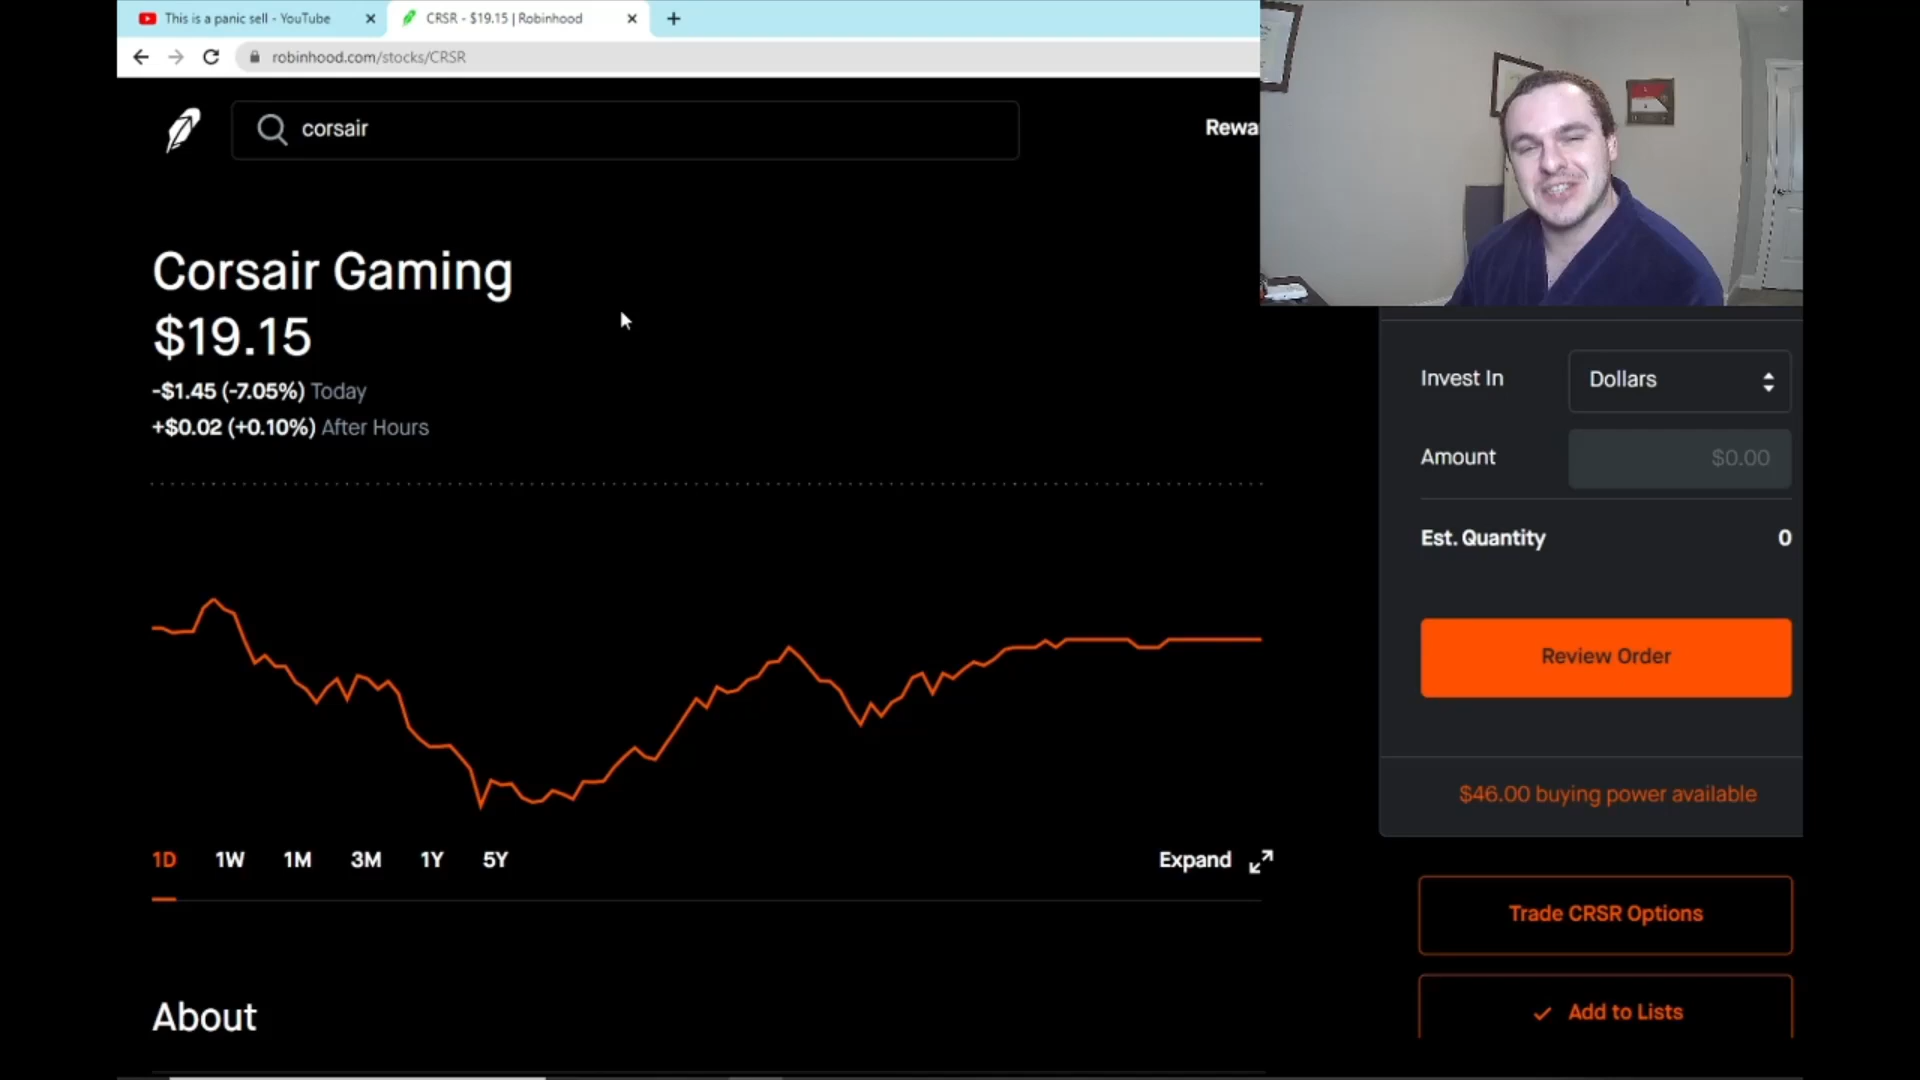 This is a panic sell - YouTube
CRSR - $19.15 | Robinhood
robinhood.com/stocks/CRSR
corsair
Rewa
Corsair Gaming
$19.15
-$1.45 (-7.05%) Today
+$0.02 (+0.10%) After Hours
Invest In
Dollars
Amount
$0.00
Est. Quantity
0
Review Order
$46.00 buying power available
1D
1W
1M
3M
1Y
5Y
Expand
Trade CRSR Options
Add to Lists
About